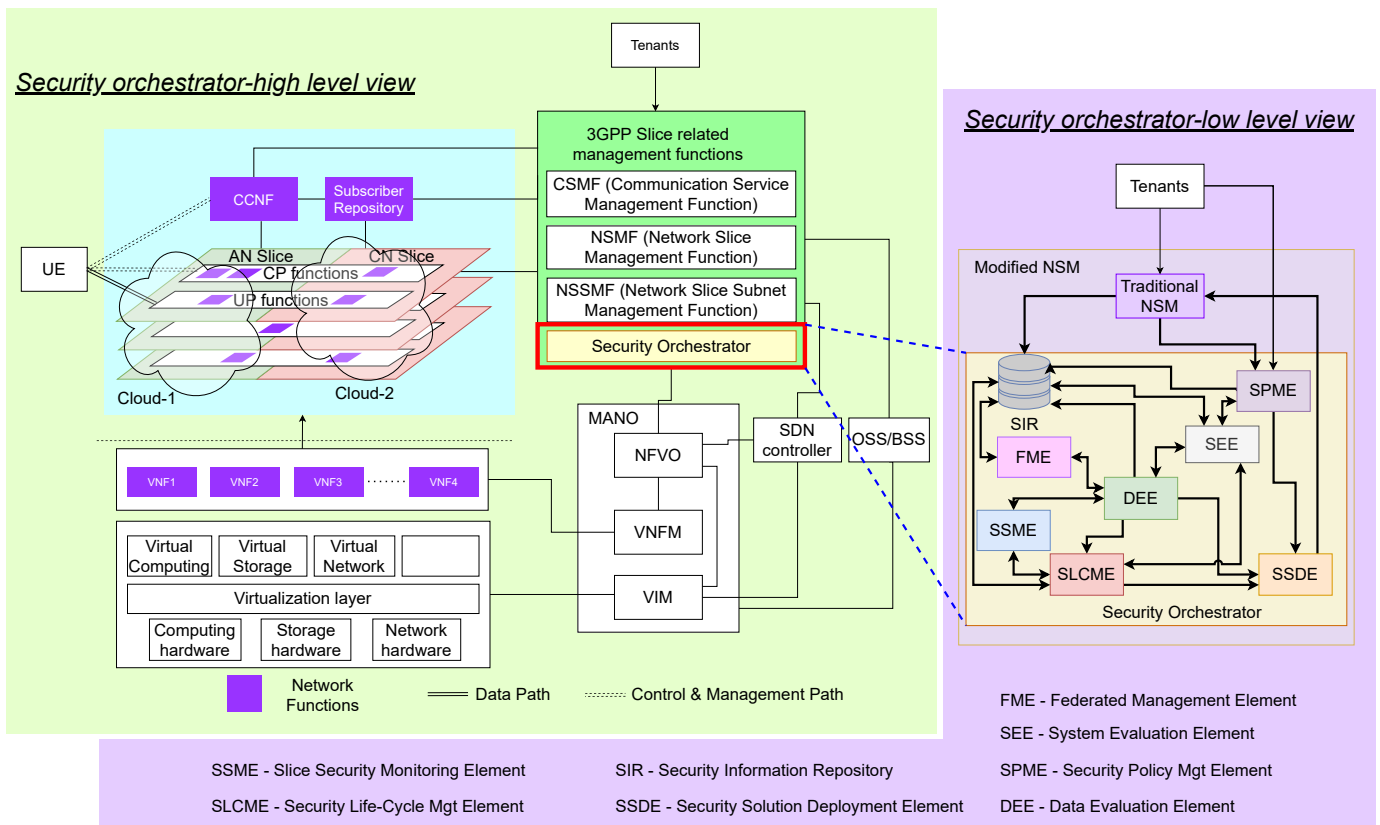 Security orchestrator-high level view
Tenants
3GPP Slice related
management functions
CSMF (Communication Service
Management Function)
NSMF (Network Slice
Management Function)
NSSMF (Network Slice Subnet
Management Function)
Security Orchestrator
CCNF
Subscriber
Repository
UE
AN Slice
CN Slice
CP functions
UP functions
Cloud-1
Cloud-2
VNF1
VNF2
VNF3
VNF4
Virtual
Computing
Virtual
Storage
Virtual
Network
Virtualization layer
Computing
hardware
Storage
hardware
Network
hardware
MANO
NFVO
VNFM
VIM
SDN
controller
OSS/BSS
Network
Functions
Data Path
Control & Management Path
Security orchestrator-low level view
Tenants
Modified NSM
Traditional
NSM
SIR
SPME
SEE
FME
DEE
SSME
SLCME
SSDE
Security Orchestrator
FME - Federated Management Element
SEE - System Evaluation Element
SSME - Slice Security Monitoring Element
SIR - Security Information Repository
SPME - Security Policy Mgt Element
SLCME - Security Life-Cycle Mgt Element
SSDE - Security Solution Deployment Element
DEE - Data Evaluation Element